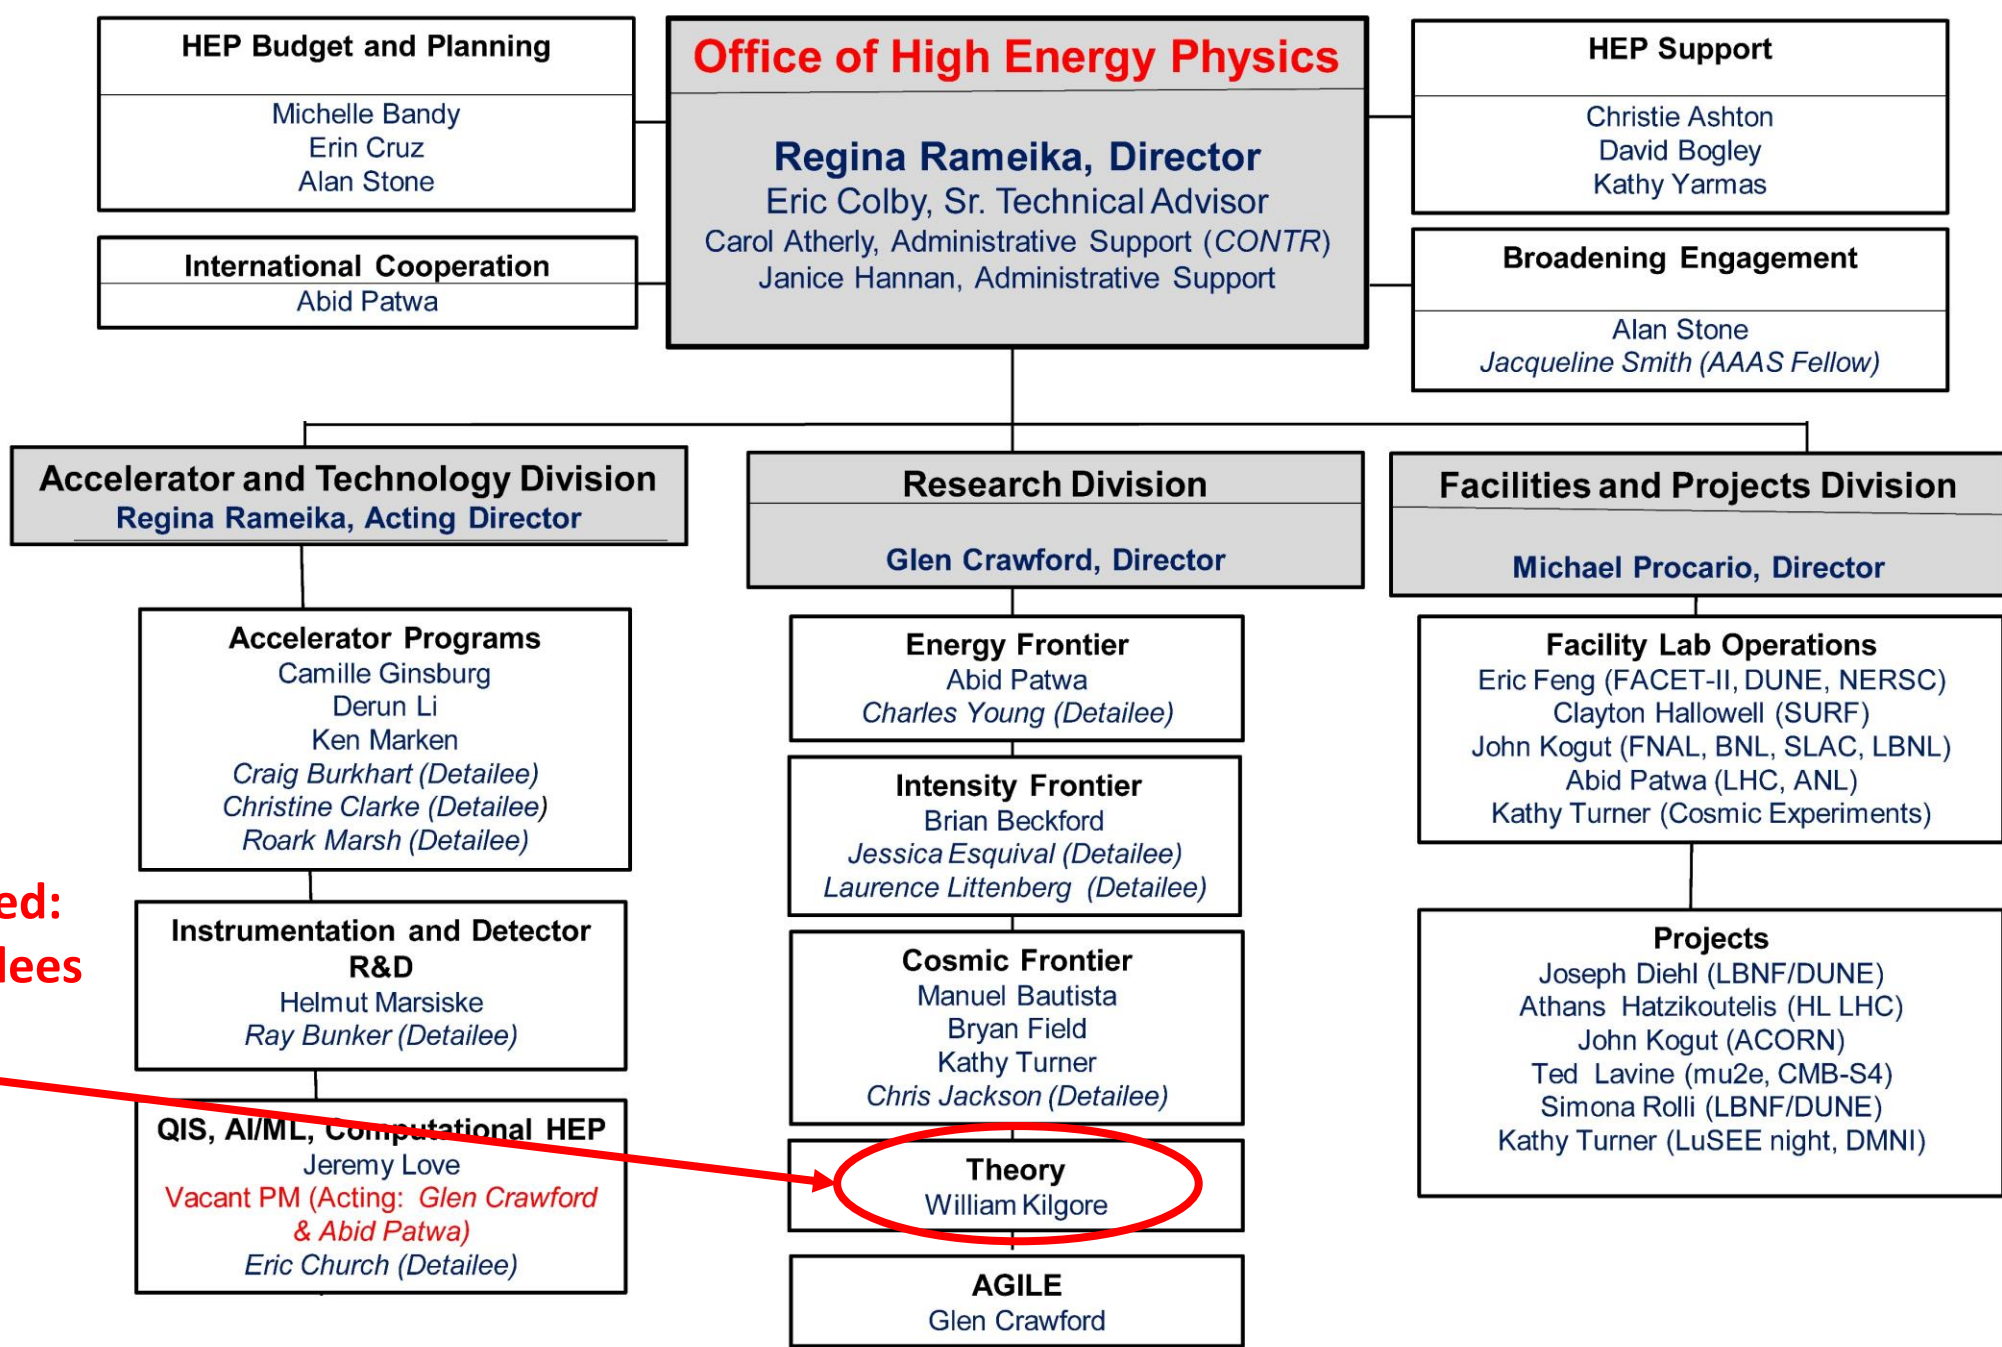 HEP Budget and Planning
Michelle Bandy
Erin Cruz
Alan Stone
International Cooperation
Abid Patwa
Office of High Energy Physics
Regina Rameika, Director
Eric Colby, Sr. Technical Advisor
Carol Atherly, Administrative Support (CONTR)
Janice Hannan, Administrative Support
HEP Support
Christie Ashton
David Bogley
Kathy Yarmas
Broadening Engagement
Alan Stone
Jacqueline Smith (AAAS Fellow)
Accelerator and Technology Division
Regina Rameika, Acting Director
Accelerator Programs
Camille Ginsburg
Derun Li
Ken Marken
Craig Burkhart (Detailee)
Christine Clarke (Detailee)
Roark Marsh (Detailee)
Instrumentation and Detector
R&D
Helmut Marsiske
Ray Bunker (Detailee)
QIS, AI/ML, Computational HEP
Jeremy Love
Vacant PM (Acting: Glen Crawford
& Abid Patwa)
Eric Church (Detailee)
Research Division
Glen Crawford, Director
Energy Frontier
Abid Patwa
Charles Young (Detailee)
Intensity Frontier
Brian Beckford
Jessica Esquival (Detailee)
Laurence Littenberg (Detailee)
Cosmic Frontier
Manuel Bautista
Bryan Field
Kathy Turner
Chris Jackson (Detailee)
Theory
William Kilgore
AGILE
Glen Crawford
Facilities and Projects Division
Michael Procario, Director
Facility Lab Operations
Eric Feng (FACET-II, DUNE, NERSC)
Clayton Hallowell (SURF)
John Kogut (FNAL, BNL, SLAC, LBNL)
Abid Patwa (LHC, ANL)
Kathy Turner (Cosmic Experiments)
Projects
Joseph Diehl (LBNF/DUNE)
Athans Hatzikoutelis (HL LHC)
John Kogut (ACORN)
Ted Lavine (mu2e, CMB-S4)
Simona Rolli (LBNF/DUNE)
Kathy Turner (LuSEE night, DMNI)
ed:
lees